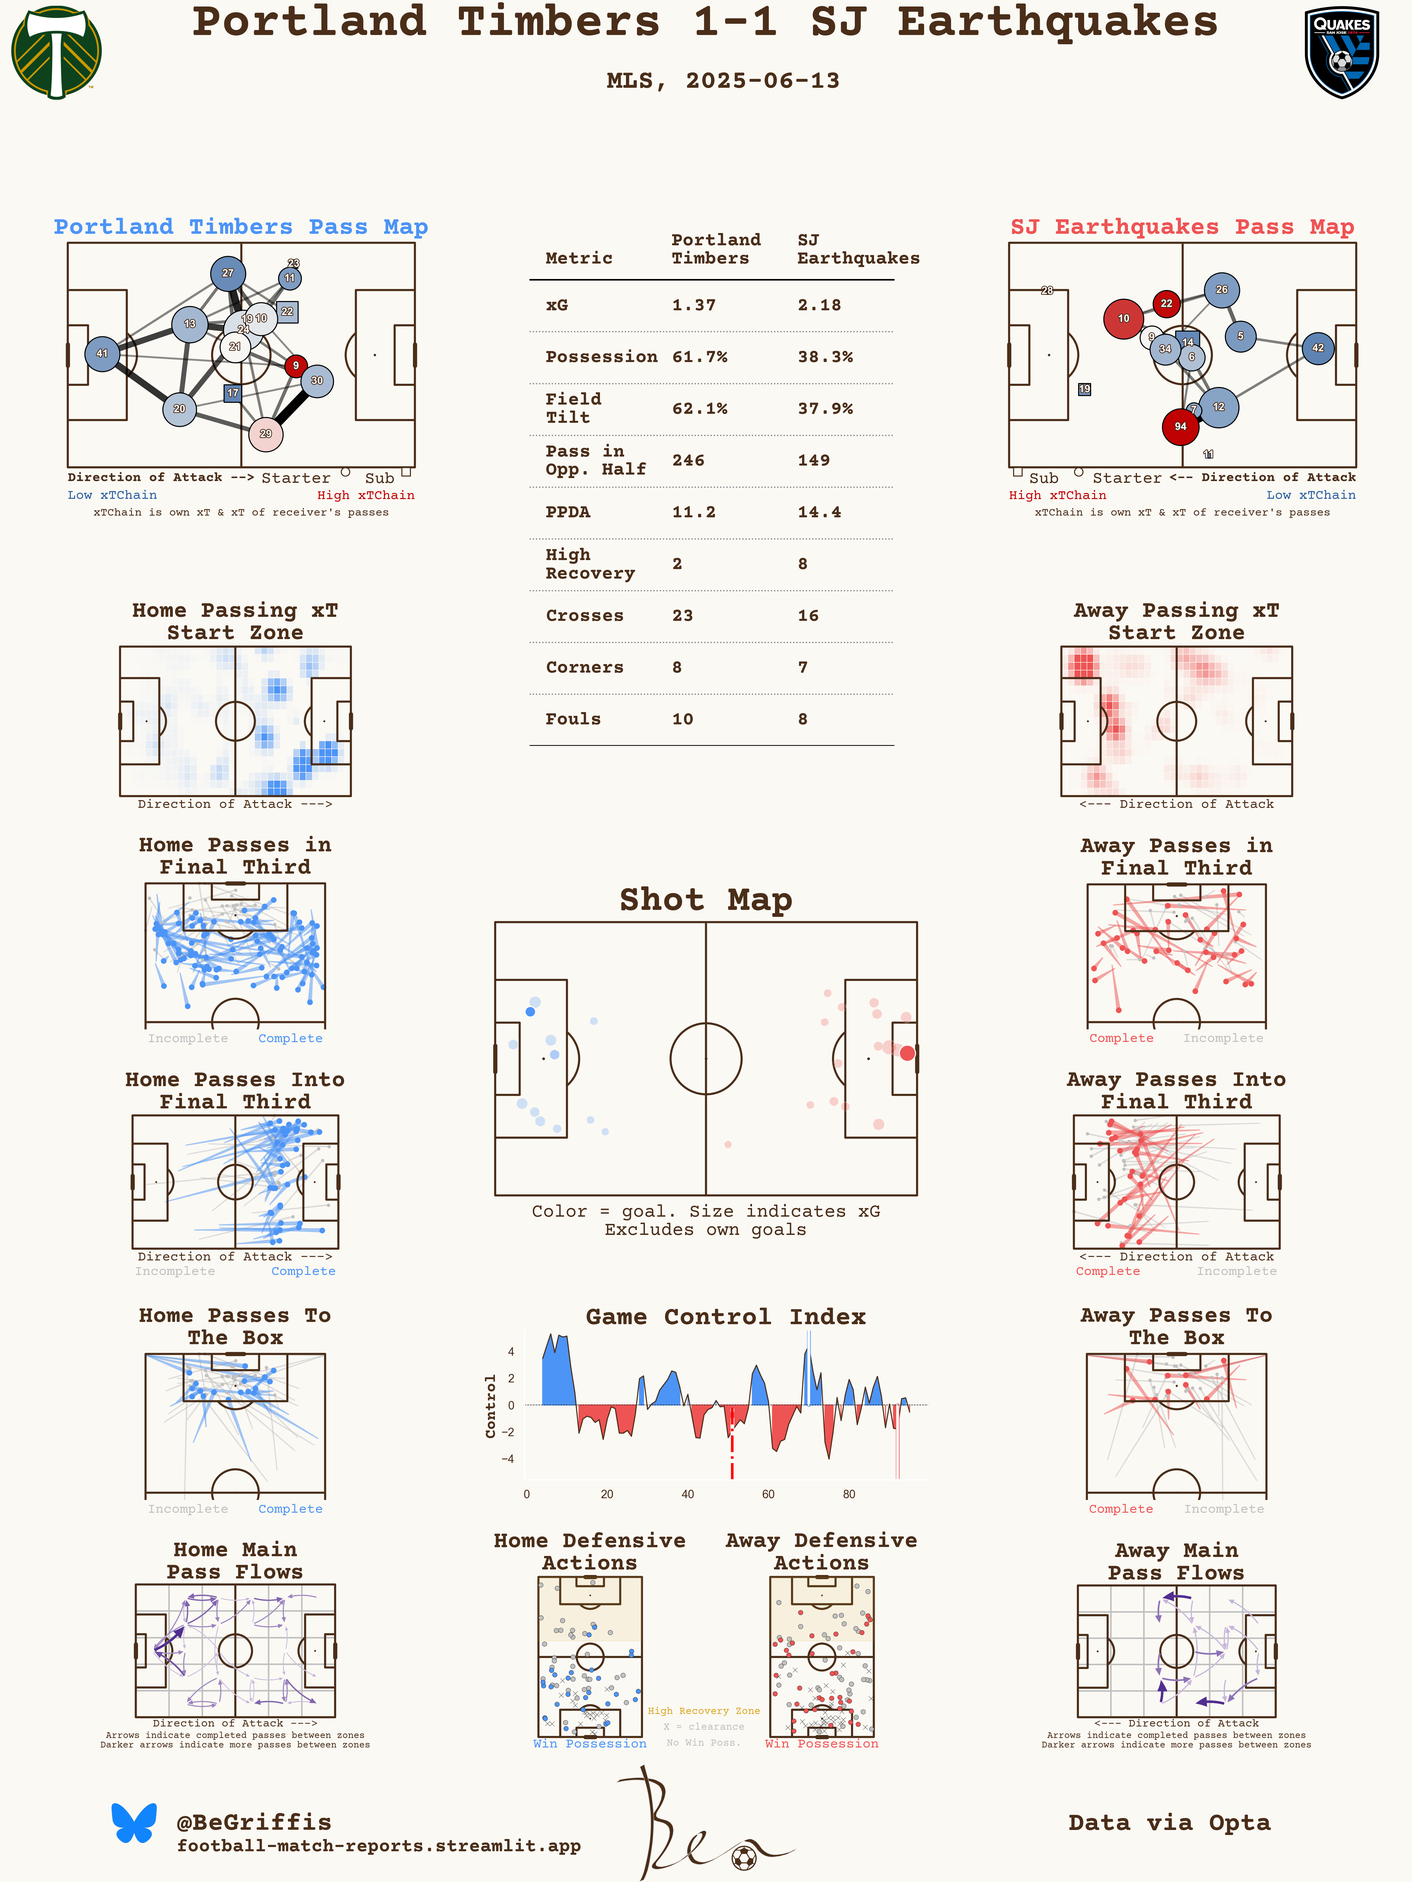 Portland Timbers 1-1 SJ Earthquakes
MLS, 2025-06-13
QUAKES
Portland Timbers Pass Map
27
23
11
22
13
19
10
24
21
41
9
30
17
20
29
Direction of Attack --> Starter Sub
Low xTChain High xTChain
xTChain is own xT & xT of receiver's passes
Metric Portland Timbers SJ Earthquakes
xG 1.37 2.18
Possession 61.7% 38.3%
Field Tilt 62.1% 37.9%
Pass in Opp. Half 246 149
PPDA 11.2 14.4
High Recovery 2 8
Crosses 23 16
Corners 8 7
Fouls 10 8
SJ Earthquakes Pass Map
28
26
22
10
9
14
5
34
6
42
19
7
12
94
11
Sub Starter <-- Direction of Attack
High xTChain Low xTChain
xTChain is own xT & xT of receiver's passes
Home Passing xT
Start Zone
Direction of Attack --->
Away Passing xT
Start Zone
<--- Direction of Attack
Home Passes in
Final Third
Incomplete Complete
Away Passes in
Final Third
Complete Incomplete
Shot Map
Color = goal. Size indicates xG
Excludes own goals
Home Passes Into
Final Third
Direction of Attack --->
Incomplete Complete
Away Passes Into
Final Third
<--- Direction of Attack
Complete Incomplete
Home Passes To
The Box
Incomplete Complete
Game Control Index
Control
4
2
0
−2
−4
0 20 40 60 80
Away Passes To
The Box
Complete Incomplete
Home Main
Pass Flows
Direction of Attack --->
Arrows indicate completed passes between zones
Darker arrows indicate more passes between zones
Home Defensive
Actions
Win Possession
High Recovery Zone
X = clearance
No Win Poss.
Away Defensive
Actions
Win Possession
Away Main
Pass Flows
<--- Direction of Attack
Arrows indicate completed passes between zones
Darker arrows indicate more passes between zones
@BeGriffis
football-match-reports.streamlit.app
Ben
Data via Opta